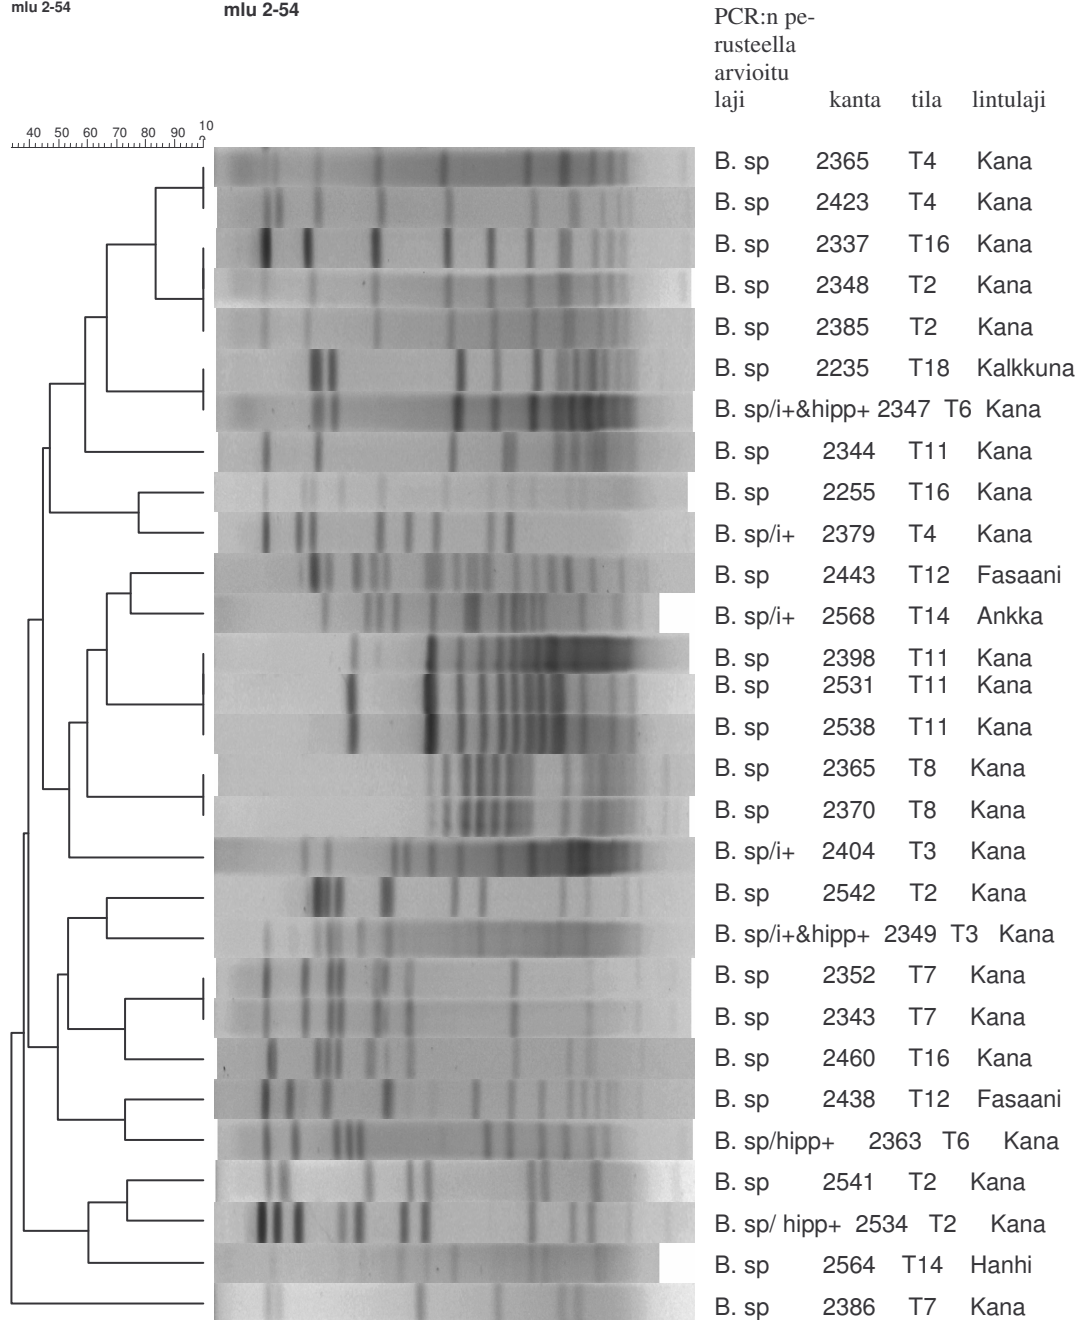 mlu 2-54 mlu 2-54
PCR:n pe-
rusteella
arvioitu
laji kanta tila lintulaji
40 50 60 70 80 90 10
B. sp 2365 T4 Kana
B. sp 2423 T4 Kana
B. sp 2337 T16 Kana
B. sp 2348 T2 Kana
B. sp 2385 T2 Kana
B. sp 2235 T18 Kalkkuna
B. sp/i+&hipp+ 2347 T6 Kana
B. sp 2344 T11 Kana
B. sp 2255 T16 Kana
B. sp/i+ 2379 T4 Kana
B. sp 2443 T12 Fasaani
B. sp/i+ 2568 T14 Ankka
B. sp 2398 T11 Kana
B. sp 2531 T11 Kana
B. sp 2538 T11 Kana
B. sp 2365 T8 Kana
B. sp 2370 T8 Kana
B. sp/i+ 2404 T3 Kana
B. sp 2542 T2 Kana
B. sp/i+&hipp+ 2349 T3 Kana
B. sp 2352 T7 Kana
B. sp 2343 T7 Kana
B. sp 2460 T16 Kana
B. sp 2438 T12 Fasaani
B. sp/hipp+ 2363 T6 Kana
B. sp 2541 T2 Kana
B. sp/ hipp+ 2534 T2 Kana
B. sp 2564 T14 Hanhi
B. sp 2386 T7 Kana